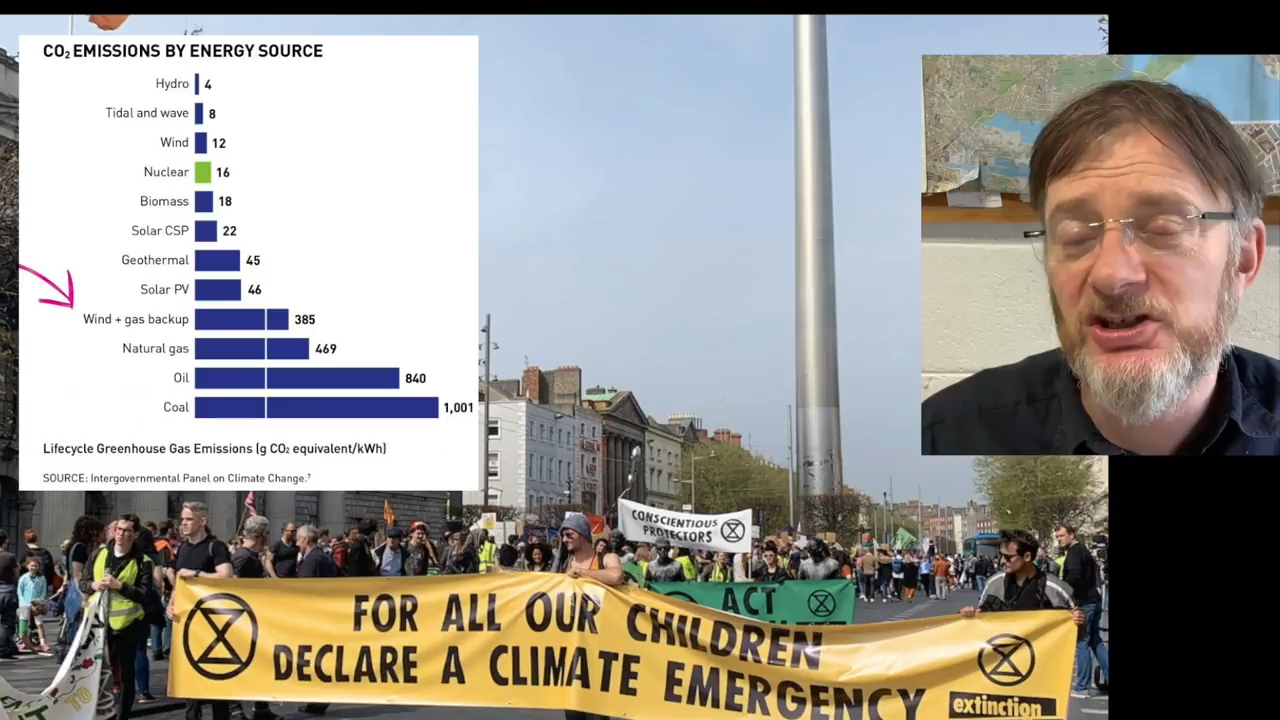 CO₂ EMISSIONS BY ENERGY SOURCE
Hydro 4
Tidal and wave 8
Wind 12
Nuclear 16
Biomass 18
Solar CSP 22
Geothermal 45
Solar PV 46
Wind + gas backup 385
Natural gas 469
Oil 840
Coal 1,001
Lifecycle Greenhouse Gas Emissions (g CO₂ equivalent/kWh)
SOURCE: Intergovernmental Panel on Climate Change.⁷
CONSCIENTIOUS
PROTECTORS
ACT
FOR ALL OUR CHILDREN
DECLARE A CLIMATE EMERGENCY
extinction
TO